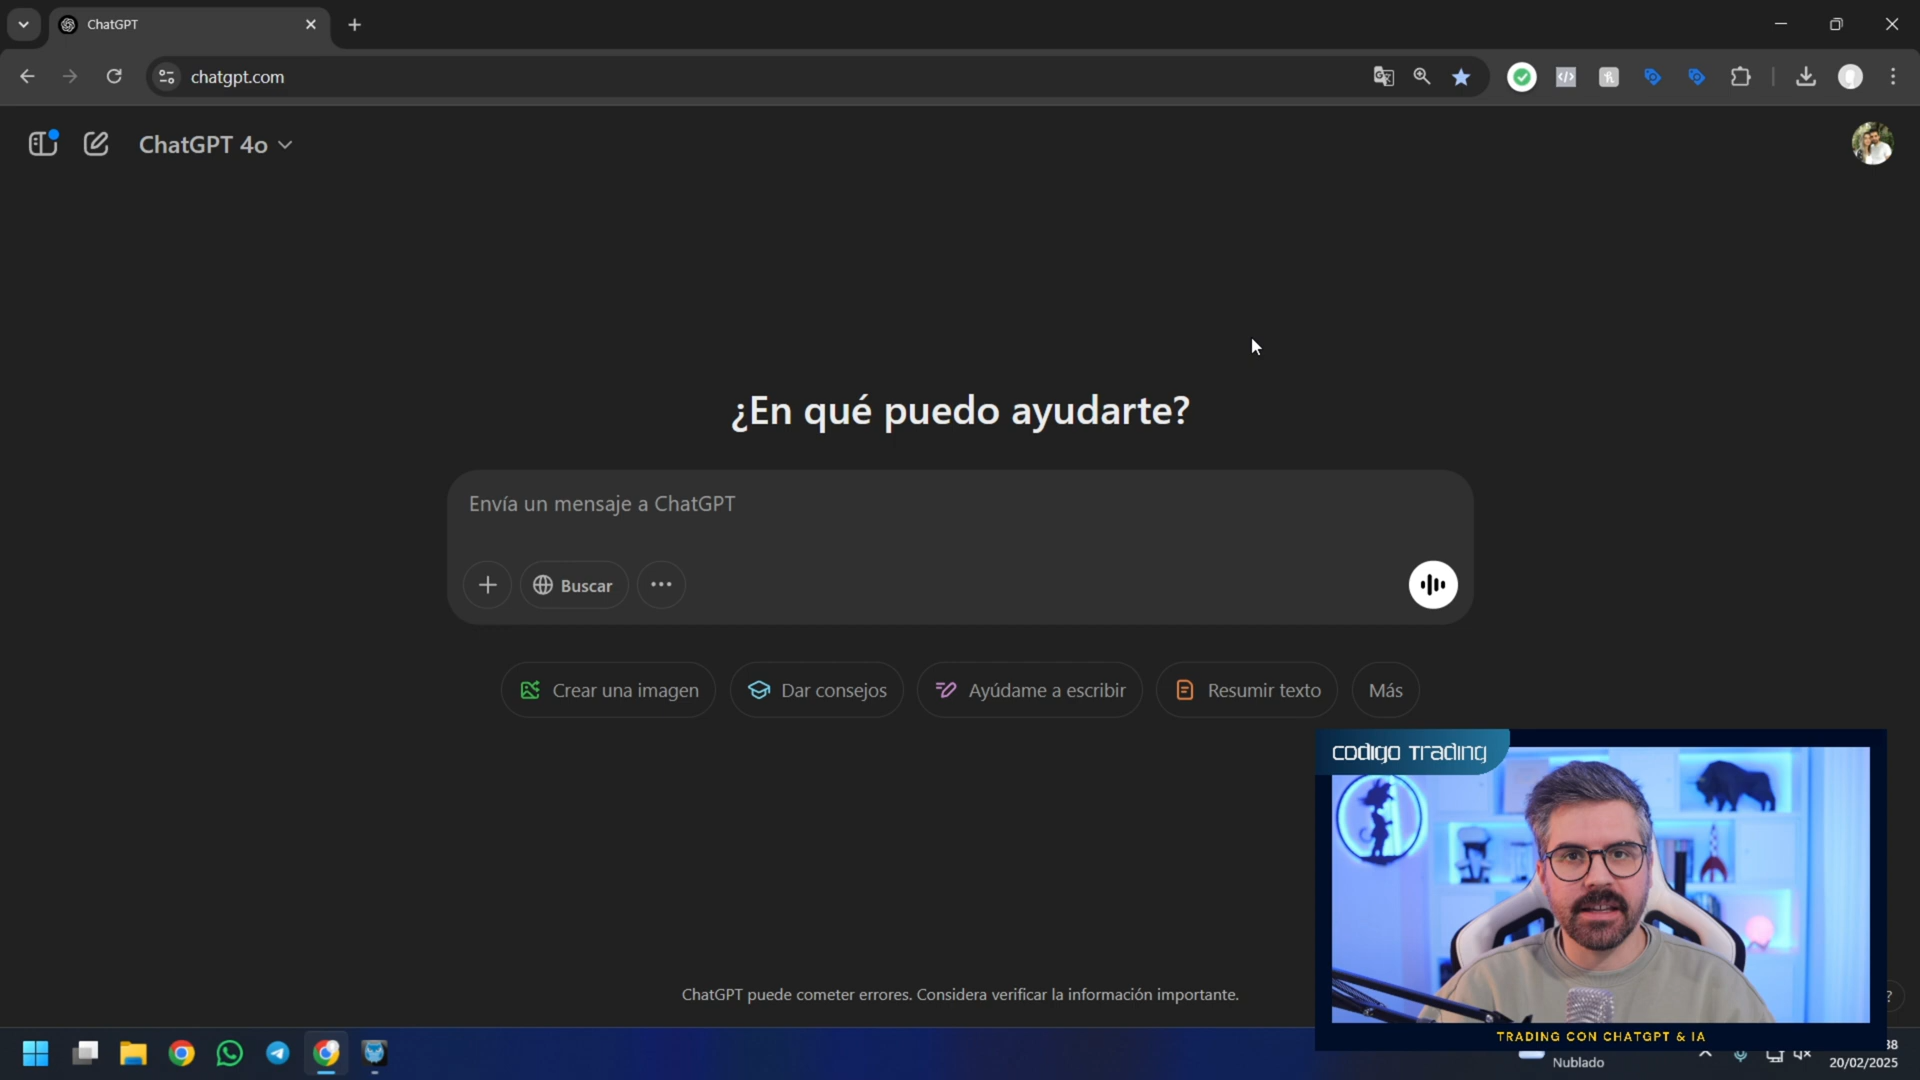 ChatGPT
chatgpt.com
ChatGPT 4o
¿En qué puedo ayudarte?
Envía un mensaje a ChatGPT
Buscar
Crear una imagen
Dar consejos
Ayúdame a escribir
Resumir texto
Más
codigo Trading
ChatGPT puede cometer errores. Considera verificar la información importante.
?
TRADING CON CHATGPT & IA
Nublado
38
20/02/2025